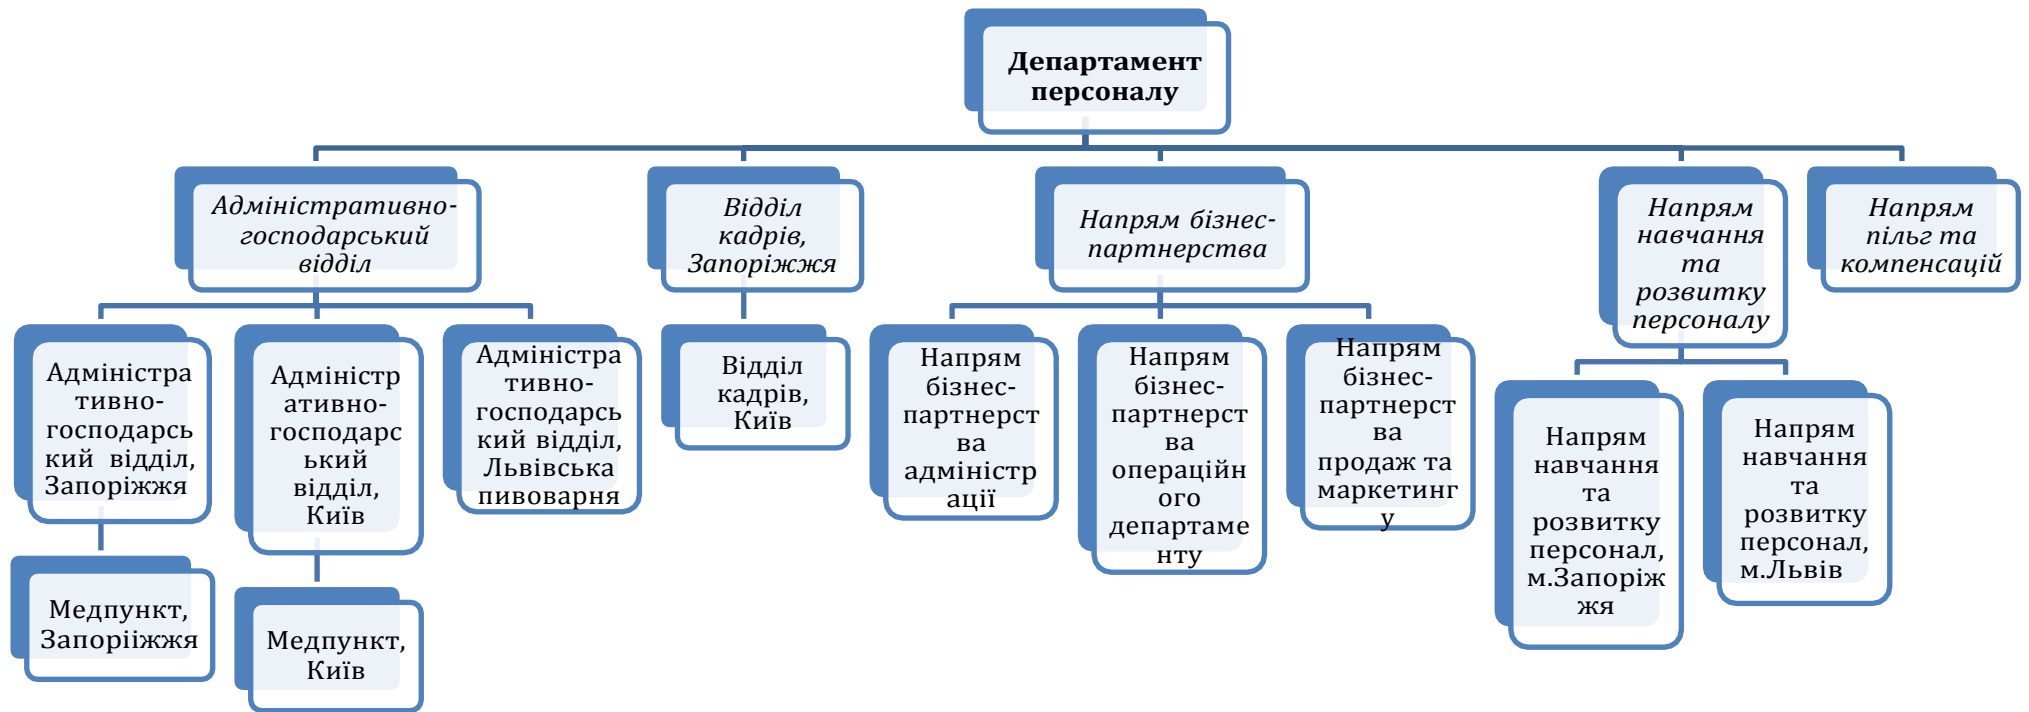 Департамент
персоналу
Адміністративно-
господарський
відділ
Відділ
кадрів,
Запоріжжя
Напрям бізнес-
партнерства
Напрям
навчання
та
розвитку
персоналу
Напрям
пільг та
компенсацій
Адміністра
тивно-
господарсь
кий відділ,
Запоріжжя
Адміністр
ативно-
господарс
ький
відділ,
Київ
Адміністра
тивно-
господарсь
кий відділ,
Львівська
пивоварня
Відділ
кадрів,
Київ
Напрям
бізнес-
партнерст
ва
адміністр
ації
Напрям
бізнес-
партнерст
ва
операційн
ого
департаме
нту
Напрям
бізнес-
партнерст
ва
продаж та
маркетинг
у
Напрям
навчання
та
розвитку
персонал,
м.Запоріж
жя
Напрям
навчання
та
розвитку
персонал,
м.Львів
Медпункт,
Запоріїжжя
Медпункт,
Київ